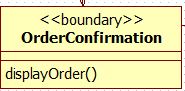 <<boundary>>
OrderConfirmation
displayOrder()